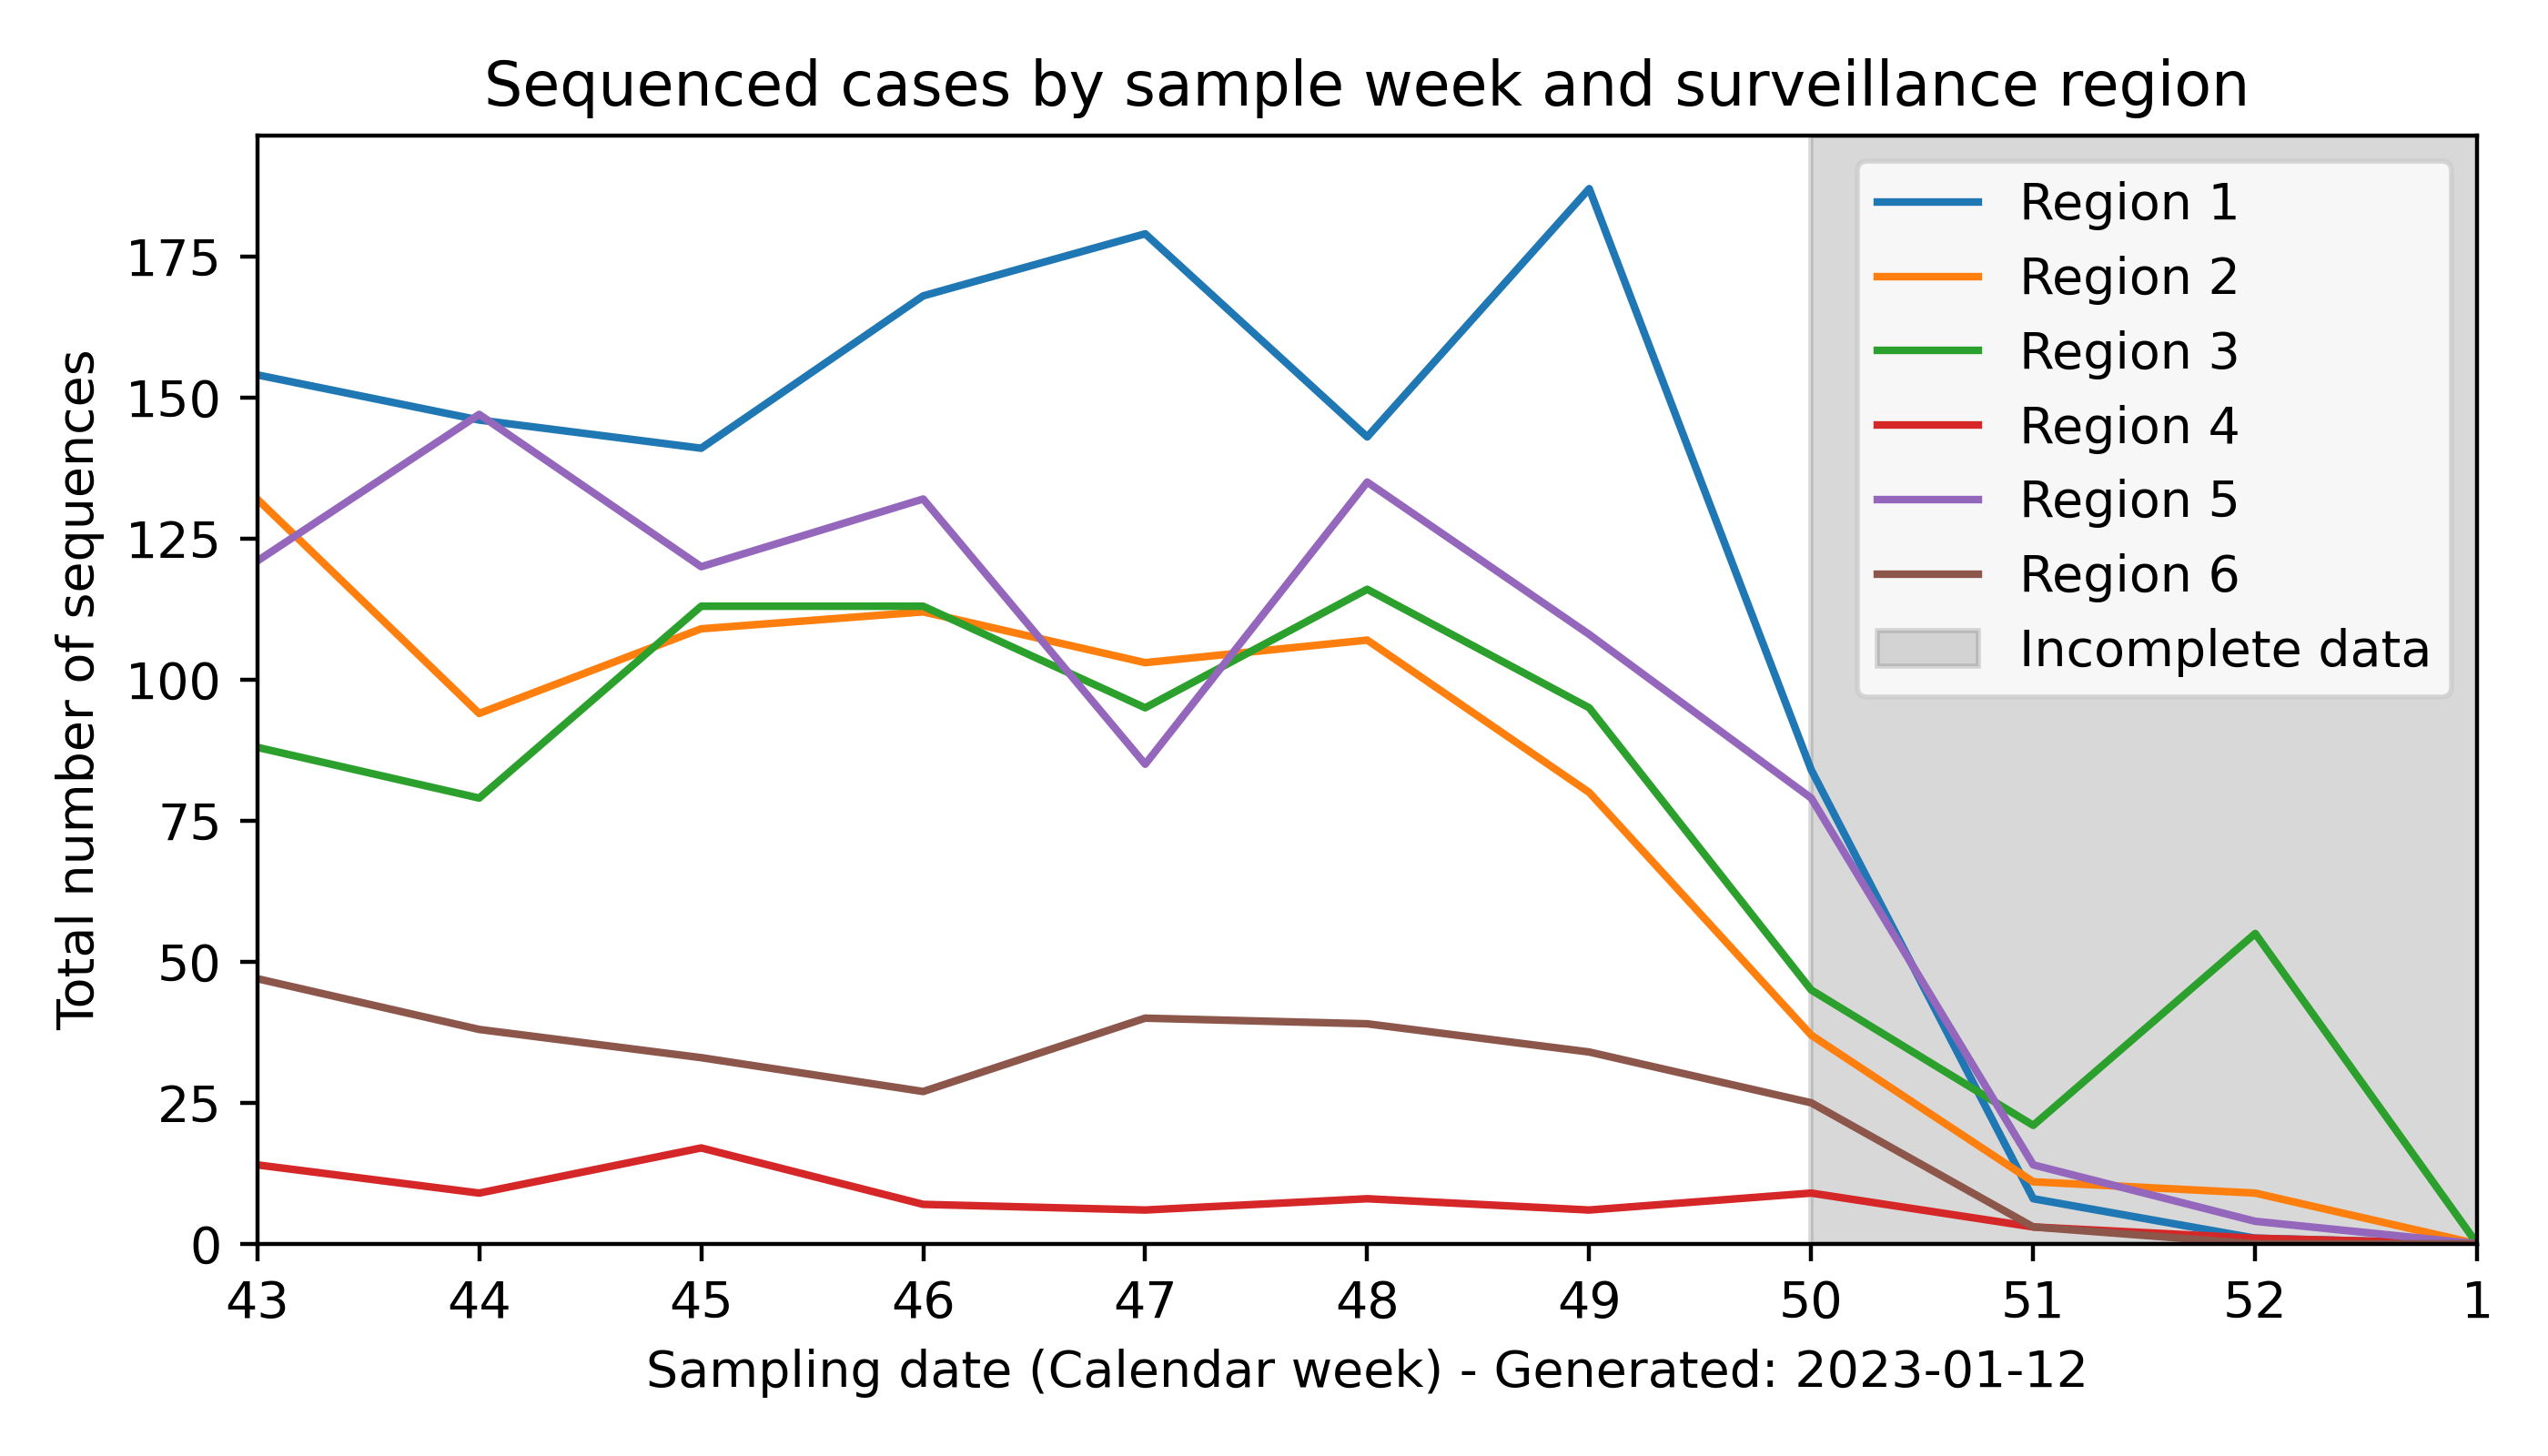 Sequenced cases by sample week and surveillance region
Total number of sequences
175
150
125
100
75
50
25
0
Region 1
Region 2
Region 3
Region 4
Region 5
Region 6
Incomplete data
43 44 45 46 47 48 49 50 51 52 1
Sampling date (Calendar week) - Generated: 2023-01-12